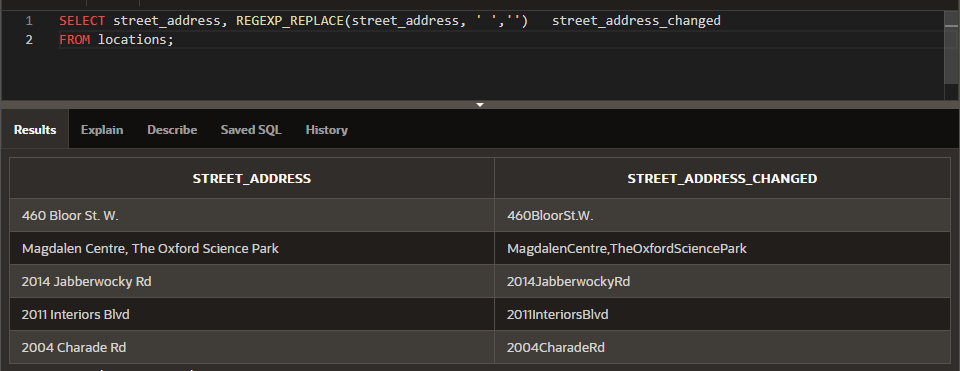 1 SELECT street_address, REGEXP_REPLACE(street_address, ' ','') street_address_changed
2 FROM locations;
Results Explain Describe Saved SQL History
STREET_ADDRESS STREET_ADDRESS_CHANGED
460 Bloor St. W. 460BloorSt.W.
Magdalen Centre, The Oxford Science Park MagdalenCentre,TheOxfordSciencePark
2014 Jabberwocky Rd 2014JabberwockyRd
2011 Interiors Blvd 2011InteriorsBlvd
2004 Charade Rd 2004CharadeRd